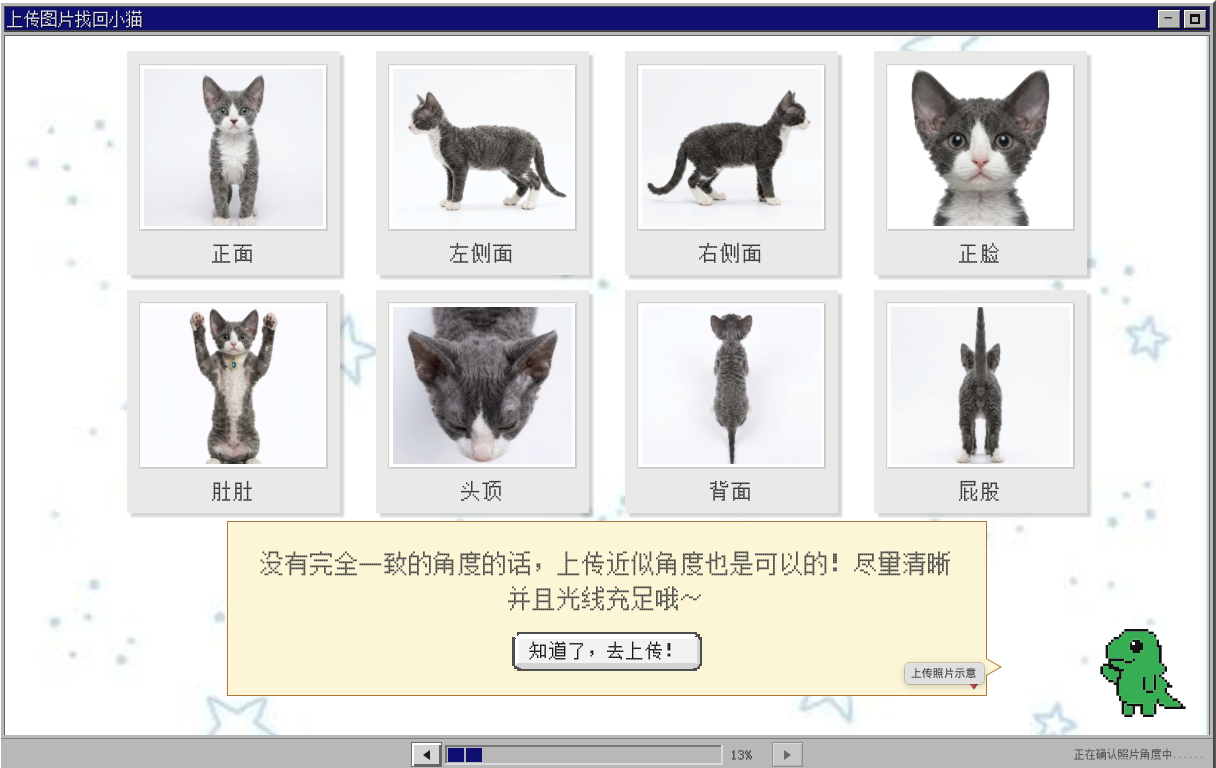 上传图片找回小猫
正面
左侧面
右侧面
正脸
肚肚
头顶
背面
屁股
没有完全一致的角度的话，上传近似角度也是可以的！尽量清晰
并且光线充足哦～
知道了，去上传！
上传照片示意
13%
正在确认照片角度中......